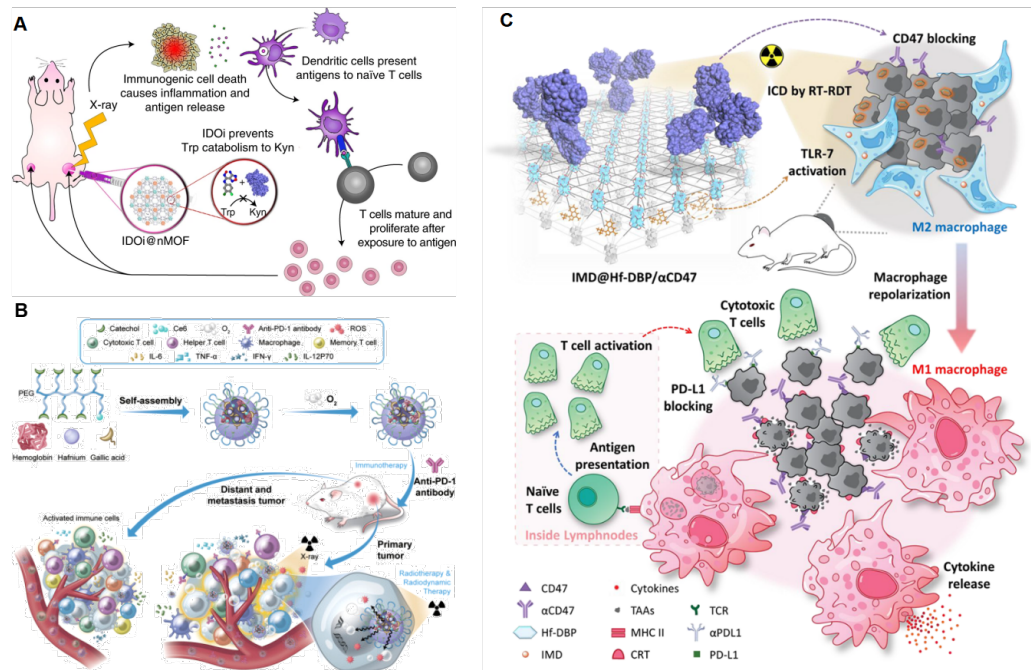 A
X-ray
Immunogenic cell death
causes inflammation and
antigen release
Dendritic cells present
antigens to naïve T cells
IDOi prevents
Trp catabolism to Kyn
Trp
Kyn
IDOi@nMOF
T cells mature and
proliferate after
exposure to antigen
B
Catechol
Ce6
O₂
Anti-PD-1 antibody
ROS
Cytotoxic T cell
Helper T cell
Macrophage
Memory T cell
IL-6
TNF-α
IFN-γ
IL-12P70
PEG
Self-assembly
O₂
Hemoglobin
Hafnium
Gallic acid
Immunotherapy
Anti-PD-1
antibody
Distant and
metastasis tumor
Activated immune cells
X-ray
Primary
tumor
Radiotherapy &
Radiodynamic
Therapy
C
CD47 blocking
ICD by RT-RDT
TLR-7
activation
M2 macrophage
IMD@Hf-DBP/αCD47
Macrophage
repolarization
Cytotoxic
T cells
T cell activation
PD-L1
blocking
M1 macrophage
Antigen
presentation
Naïve
T cells
Inside Lymphnodes
Cytokine
release
CD47
Cytokines
αCD47
TAAs
TCR
Hf-DBP
MHC II
αPDL1
IMD
CRT
PD-L1